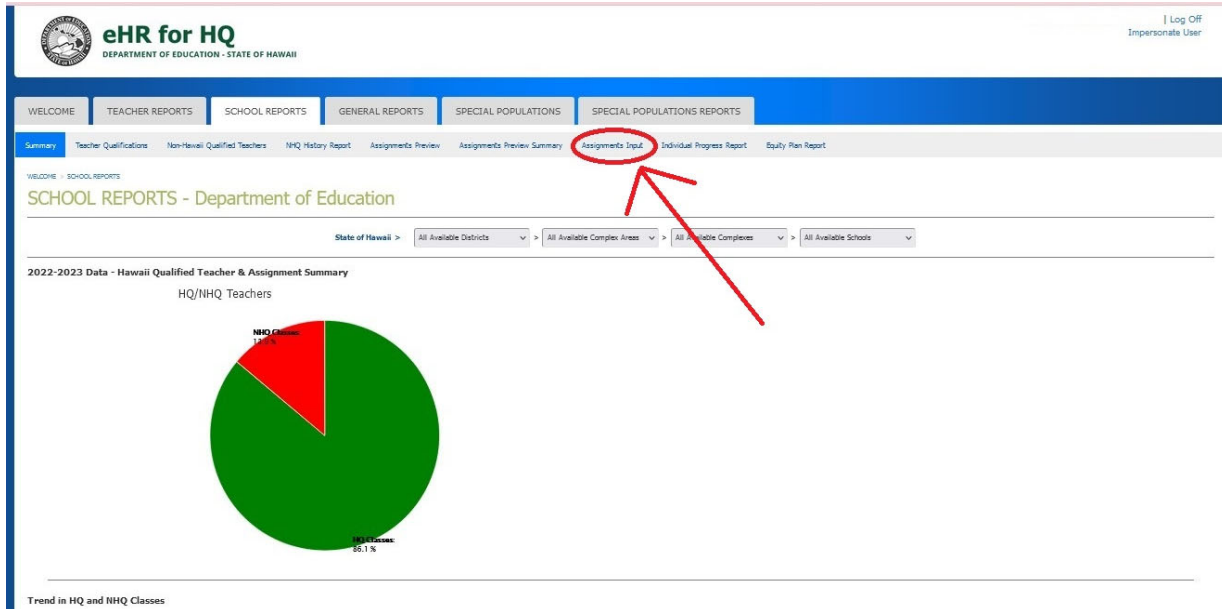 | Log Off
Impersonate User
eHR for HQ
DEPARTMENT OF EDUCATION - STATE OF HAWAII
WELCOME TEACHER REPORTS SCHOOL REPORTS GENERAL REPORTS SPECIAL POPULATIONS SPECIAL POPULATIONS REPORTS
Summary Teacher Qualifications Non-Hawaii Qualified Teachers NHQ History Report Assignments Preview Assignments Preview Summary Assignments Input Individual Progress Report Equity Plan Report
WELCOME > SCHOOL REPORTS
SCHOOL REPORTS - Department of Education
State of Hawaii > All Available Districts > All Available Complex Areas > All Available Complexes > All Available Schools
2022-2023 Data - Hawaii Qualified Teacher & Assignment Summary
HQ/NHQ Teachers
NHQ Classes:
HQ Classes:
86.1 %
Trend in HQ and NHQ Classes